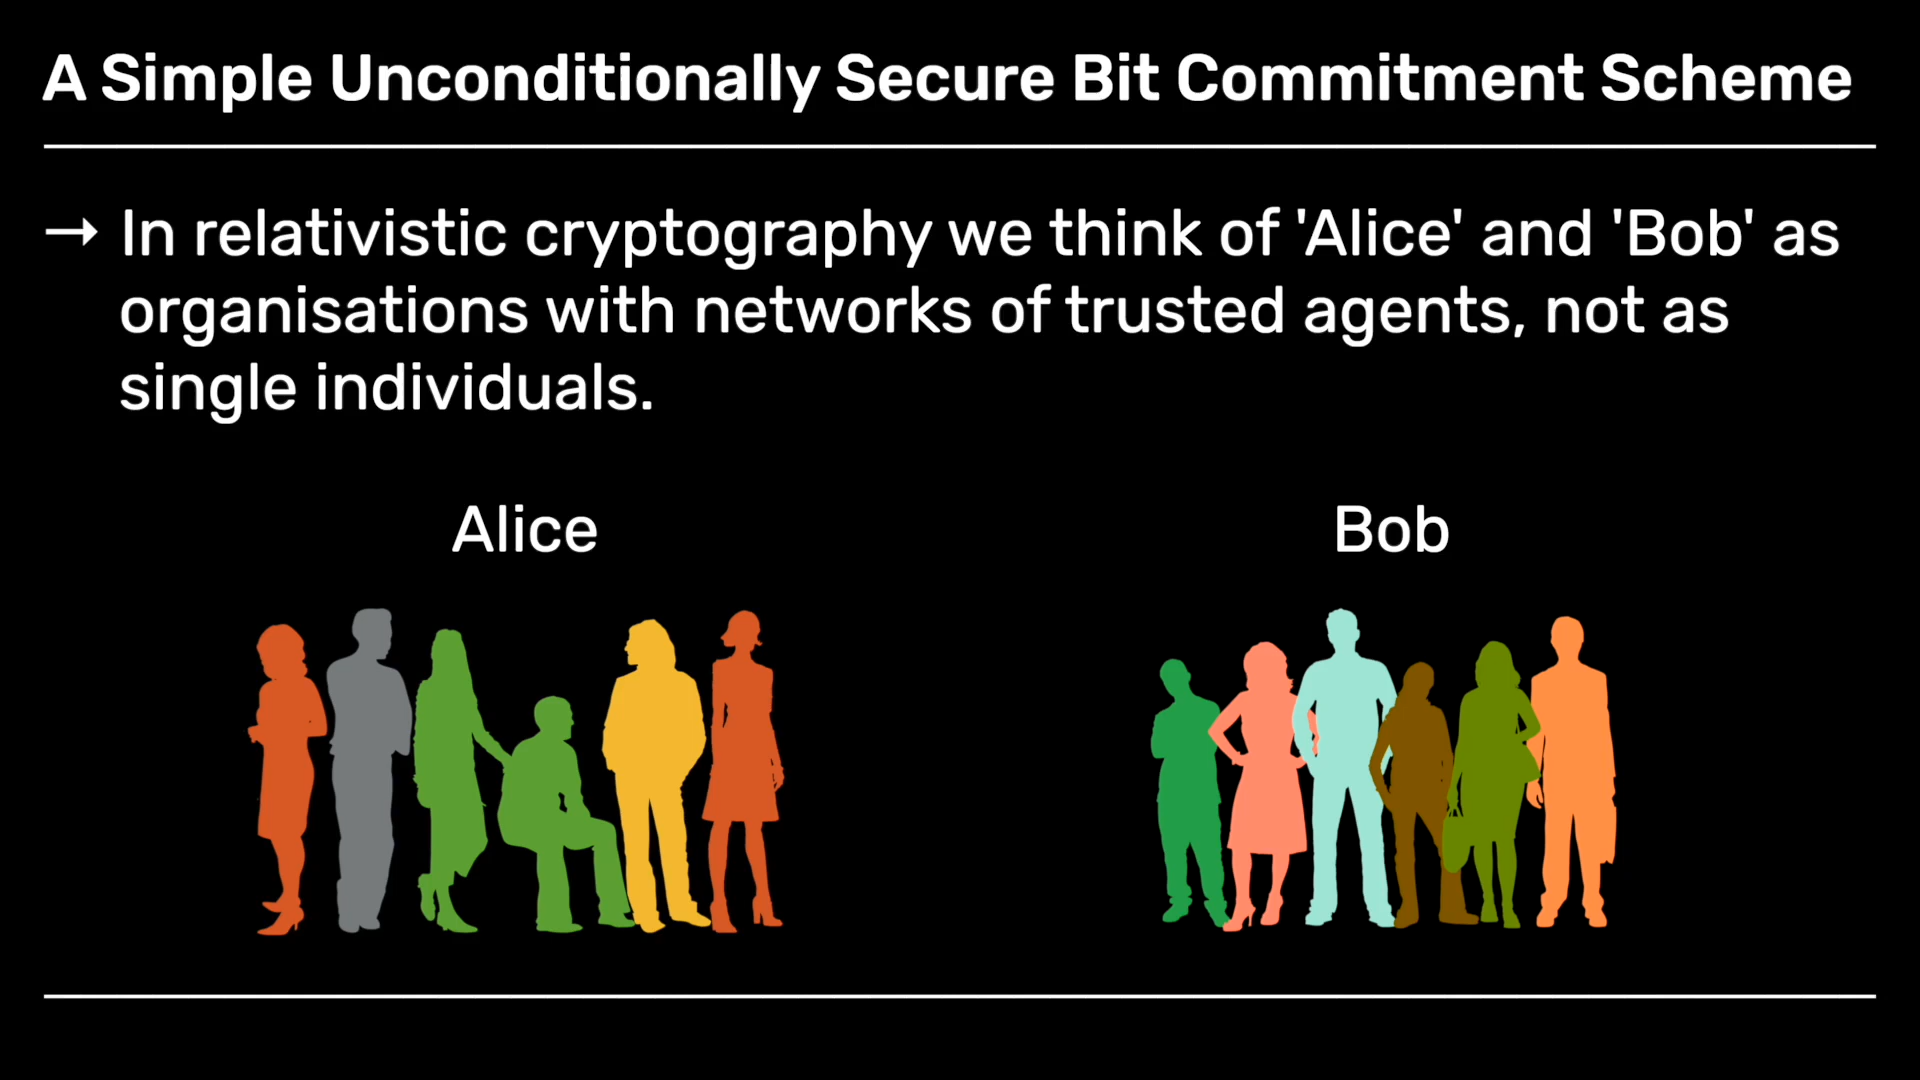 A Simple Unconditionally Secure Bit Commitment Scheme
→ In relativistic cryptography we think of 'Alice' and 'Bob' as
organisations with networks of trusted agents, not as
single individuals.
Alice
Bob